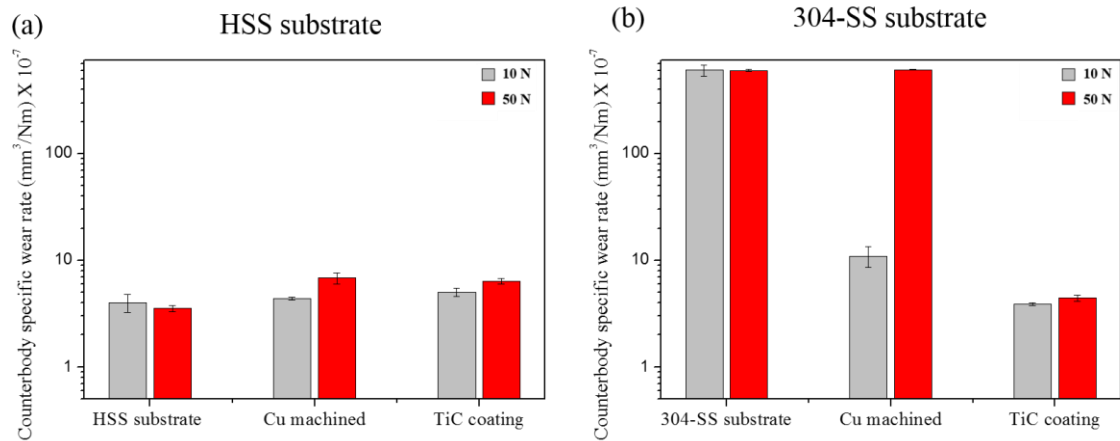 (a)
HSS substrate
Counterbody specific wear rate (mm³/Nm) X 10⁻⁷
10 N
50 N
100
10
1
HSS substrate
Cu machined
TiC coating
(b)
304-SS substrate
Counterbody specific wear rate (mm³/Nm) X 10⁻⁷
10 N
50 N
100
10
1
304-SS substrate
Cu machined
TiC coating